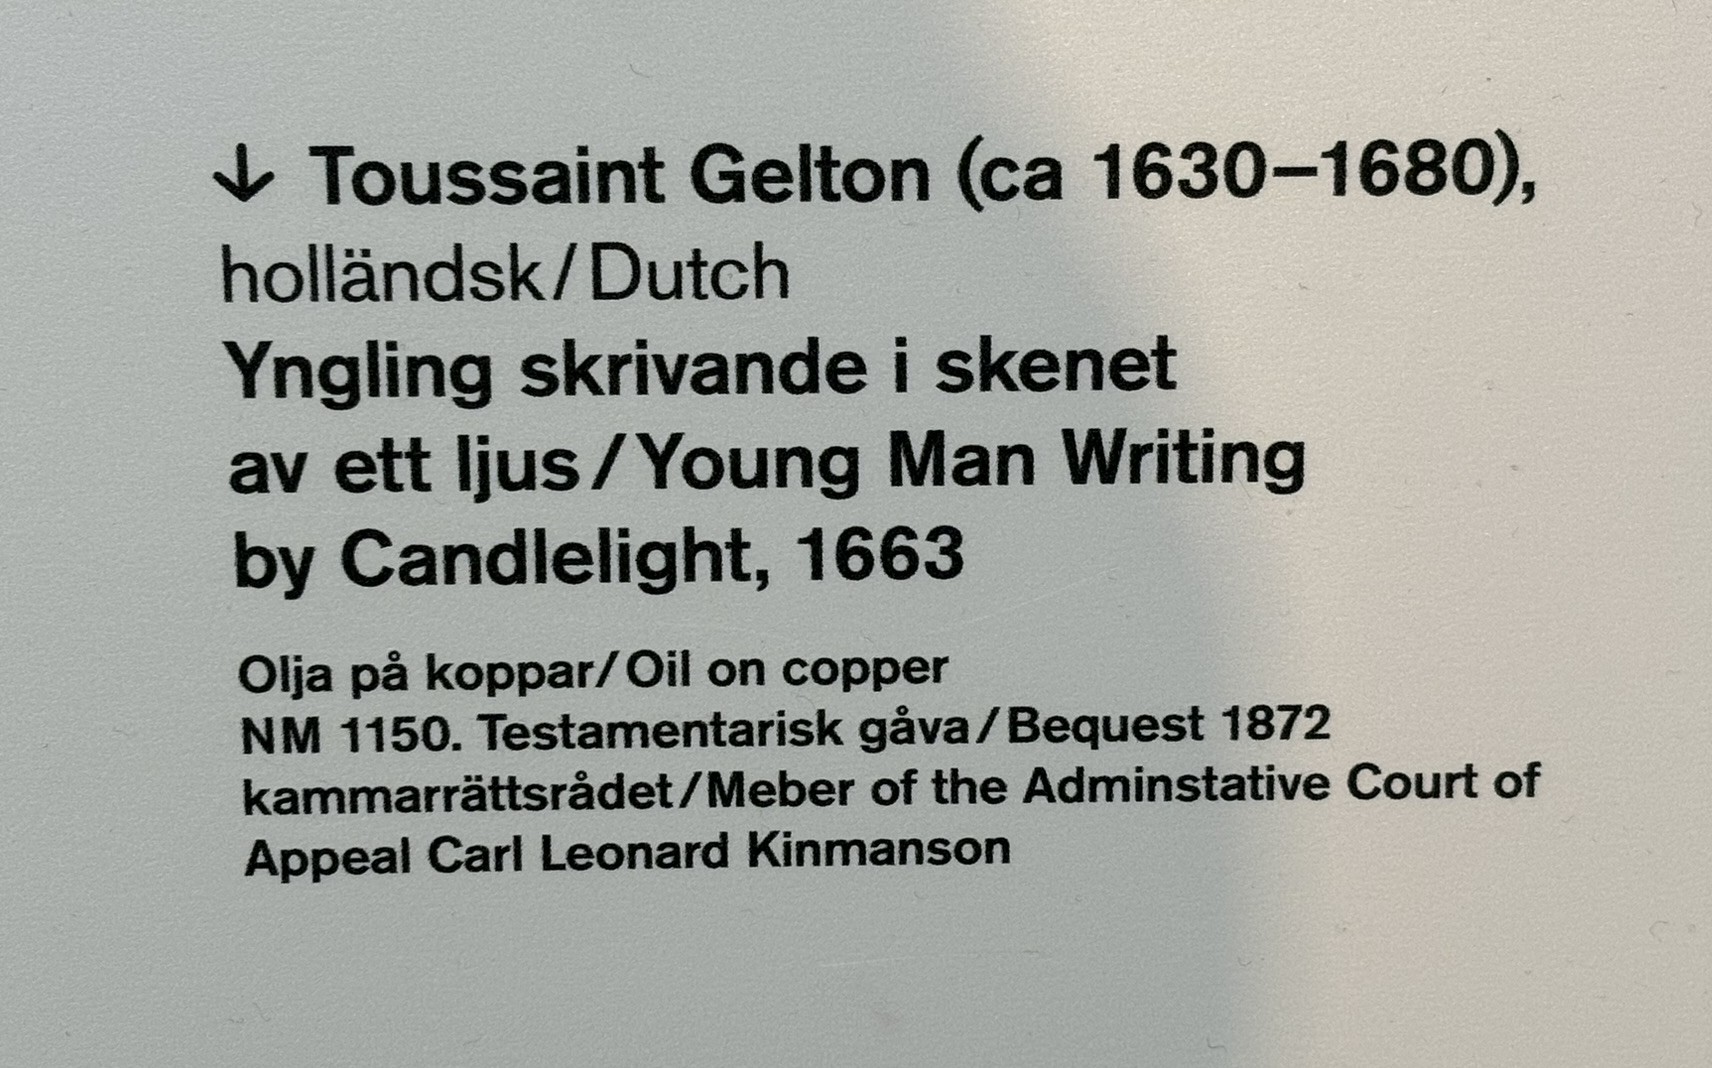 ↓ Toussaint Gelton (ca 1630–1680),
holländsk/Dutch
Yngling skrivande i skenet
av ett ljus/Young Man Writing
by Candlelight, 1663
Olja på koppar/Oil on copper
NM 1150. Testamentarisk gåva/Bequest 1872
kammarrättsrådet/Meber of the Adminstative Court of
Appeal Carl Leonard Kinmanson